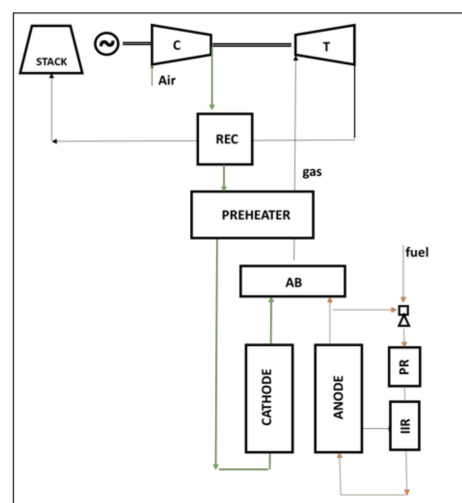 C
T
STACK
Air
REC
gas
PREHEATER
fuel
AB
CATHODE
ANODE
PR
IIR